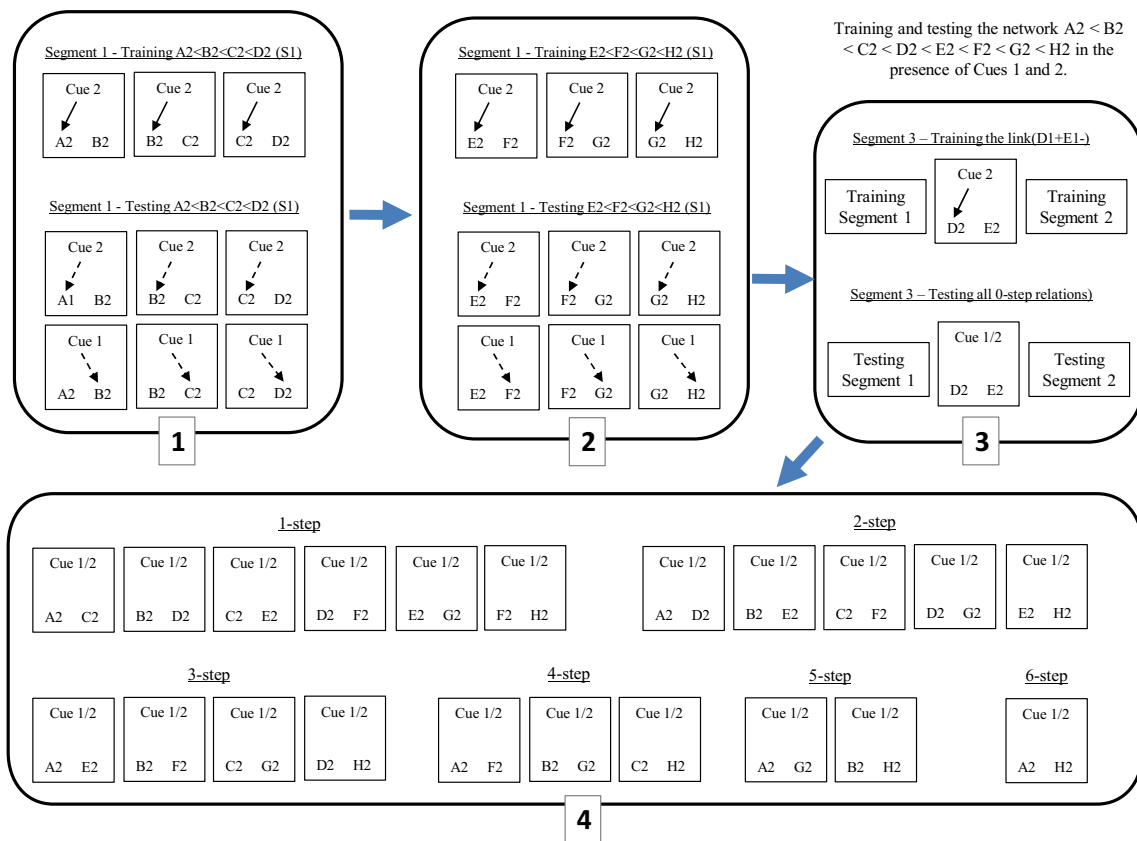 Training and testing the network A2 < B2
< C2 < D2 < E2 < F2 < G2 < H2 in the
presence of Cues 1 and 2.
Segment 1 - Training A2<B2<C2<D2 (S1)
Cue 2 Cue 2 Cue 2
A2 B2 B2 C2 C2 D2
Segment 1 - Testing A2<B2<C2<D2 (S1)
Cue 2 Cue 2 Cue 2
A1 B2 B2 C2 C2 D2
Cue 1 Cue 1 Cue 1
A2 B2 B2 C2 C2 D2
1
Segment 1 - Training E2<F2<G2<H2 (S1)
Cue 2 Cue 2 Cue 2
E2 F2 F2 G2 G2 H2
Segment 1 - Testing E2<F2<G2<H2 (S1)
Cue 2 Cue 2 Cue 2
E2 F2 F2 G2 G2 H2
Cue 1 Cue 1 Cue 1
E2 F2 F2 G2 G2 H2
2
Segment 3 – Training the link(D1+E1-)
Training
Segment 1
Cue 2
D2 E2
Training
Segment 2
Segment 3 – Testing all 0-step relations)
Testing
Segment 1
Cue 1/2
D2 E2
Testing
Segment 2
3
1-step
Cue 1/2 Cue 1/2 Cue 1/2 Cue 1/2 Cue 1/2 Cue 1/2
A2 C2 B2 D2 C2 E2 D2 F2 E2 G2 F2 H2
2-step
Cue 1/2 Cue 1/2 Cue 1/2 Cue 1/2 Cue 1/2
A2 D2 B2 E2 C2 F2 D2 G2 E2 H2
3-step
Cue 1/2 Cue 1/2 Cue 1/2 Cue 1/2
A2 E2 B2 F2 C2 G2 D2 H2
4-step
Cue 1/2 Cue 1/2 Cue 1/2
A2 F2 B2 G2 C2 H2
5-step
Cue 1/2 Cue 1/2
A2 G2 B2 H2
6-step
Cue 1/2
A2 H2
4